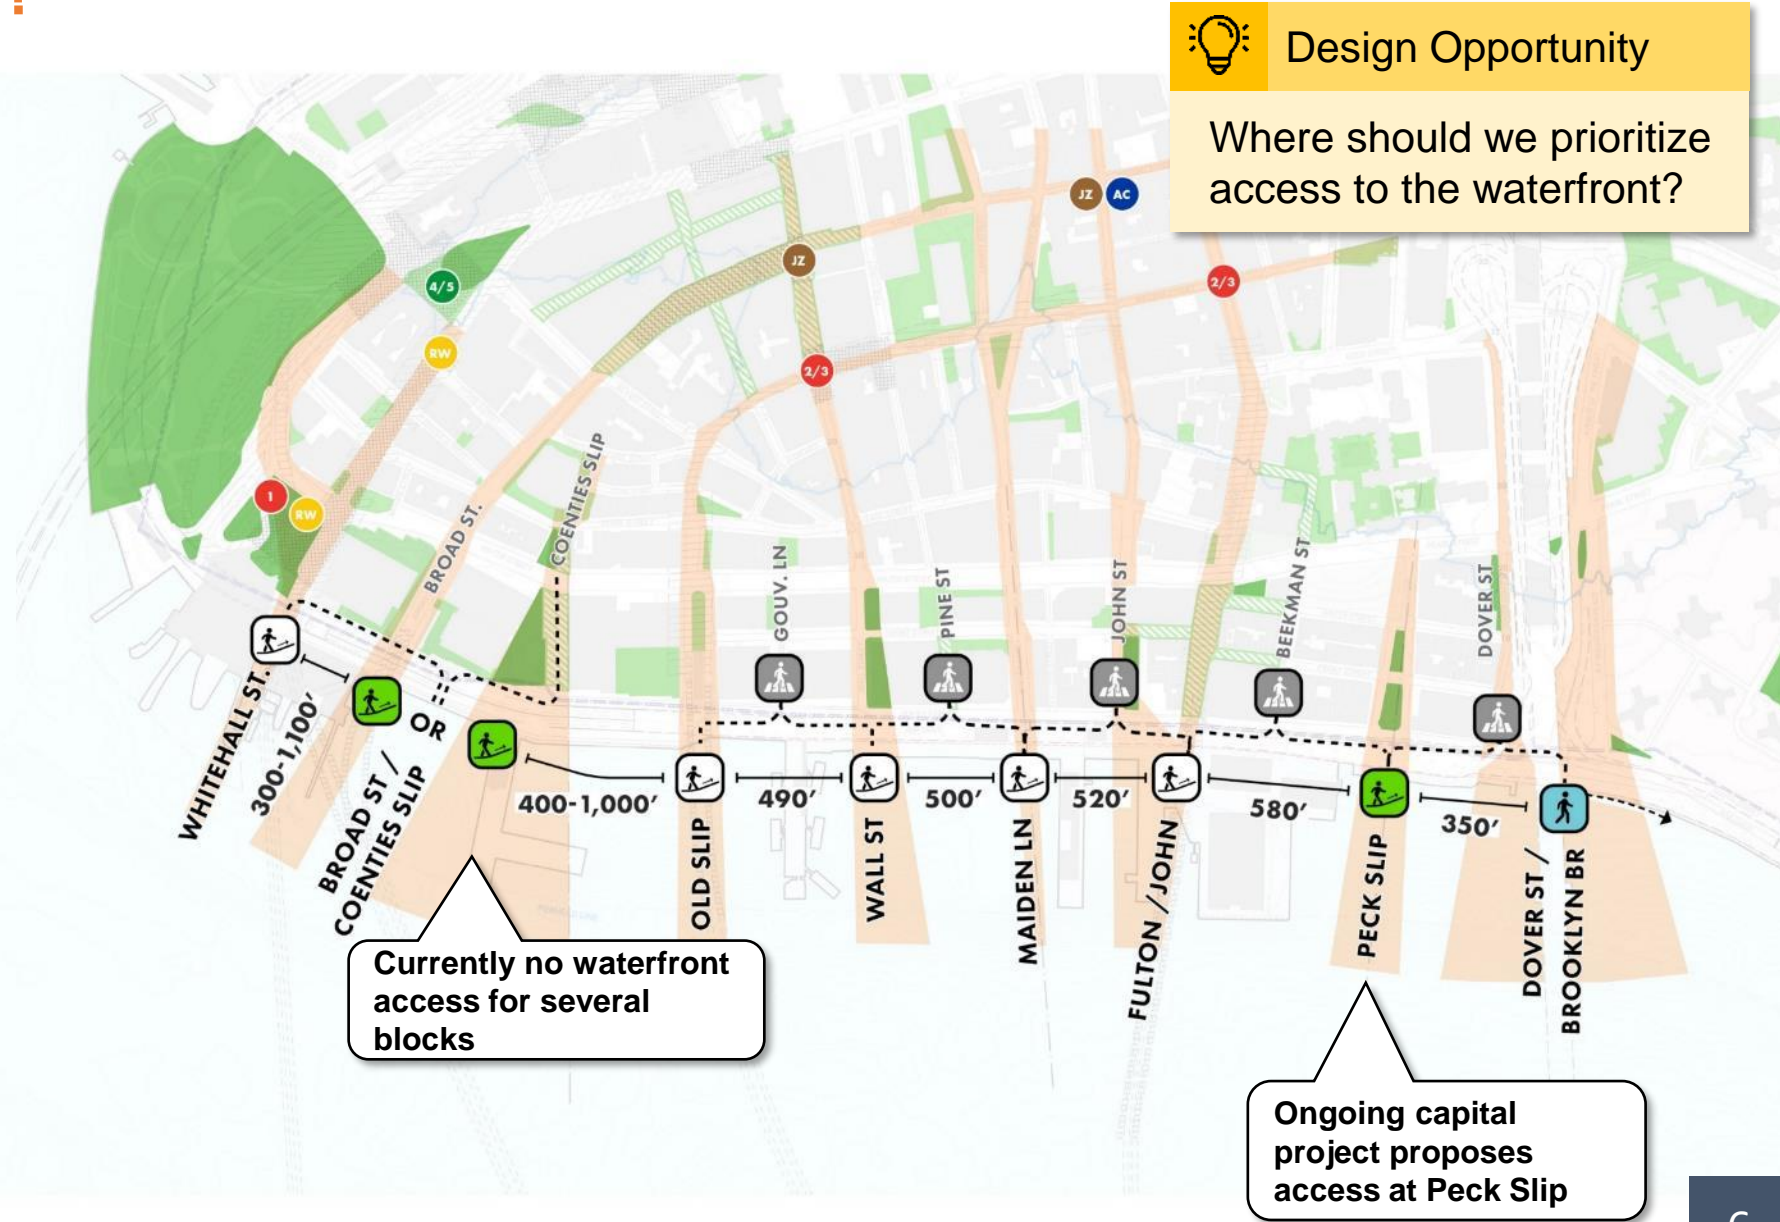 Design Opportunity
Where should we prioritize
access to the waterfront?
JZ
AC
JZ
2/3
4/5
RW
2/3
1
RW
BROAD ST.
COENTIES SLIP
GOUV. LN
PINE ST
JOHN ST
BEEKMAN ST
DOVER ST
WHITEHALL ST.
300-1,100′
OR
BROAD ST /
COENTIES SLIP
400-1,000′
OLD SLIP
490′
WALL ST
500′
MAIDEN LN
520′
FULTON / JOHN
580′
PECK SLIP
350′
DOVER ST /
BROOKLYN BR
Currently no waterfront
access for several
blocks
Ongoing capital
project proposes
access at Peck Slip